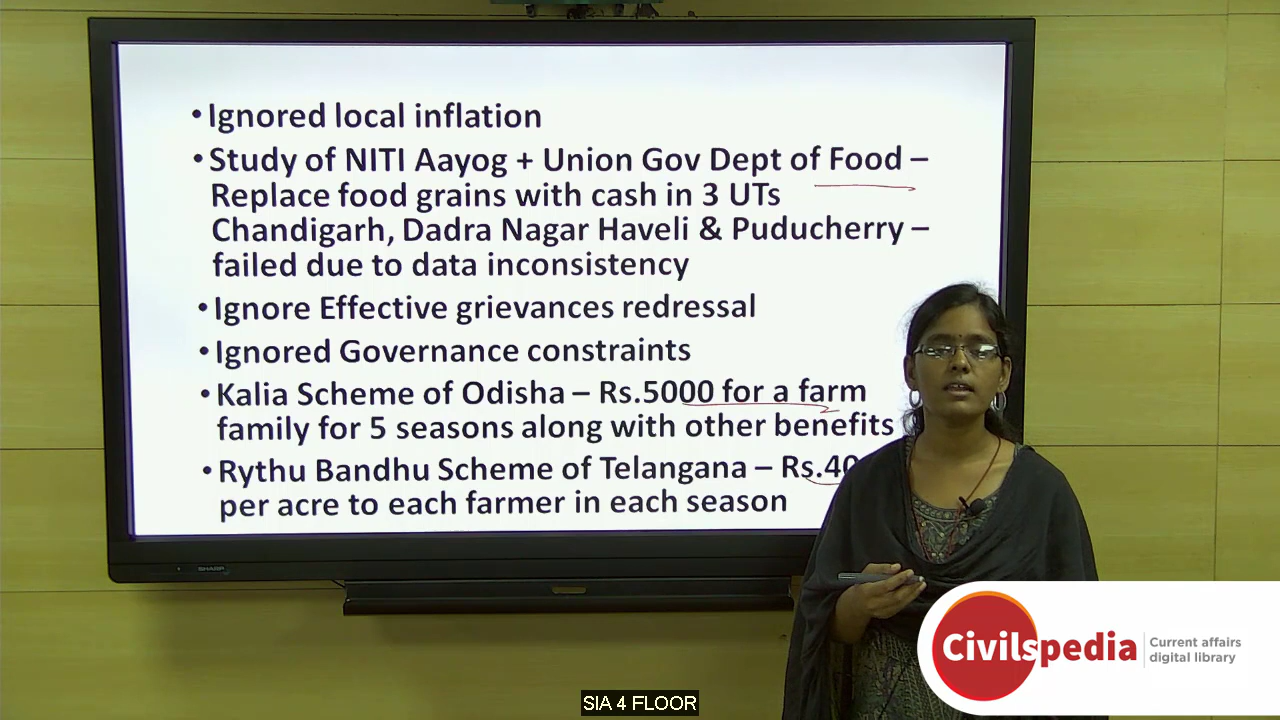 • Ignored local inflation
• Study of NITI Aayog + Union Gov Dept of Food –
Replace food grains with cash in 3 UTs
Chandigarh, Dadra Nagar Haveli & Puducherry –
failed due to data inconsistency
• Ignore Effective grievances redressal
• Ignored Governance constraints
• Kalia Scheme of Odisha – Rs.5000 for a farm
family for 5 seasons along with other benefits
• Rythu Bandhu Scheme of Telangana –
per acre to each farmer in each season
SHARP
Civilspedia
Current affairs
digital library
SIA 4 FLOOR